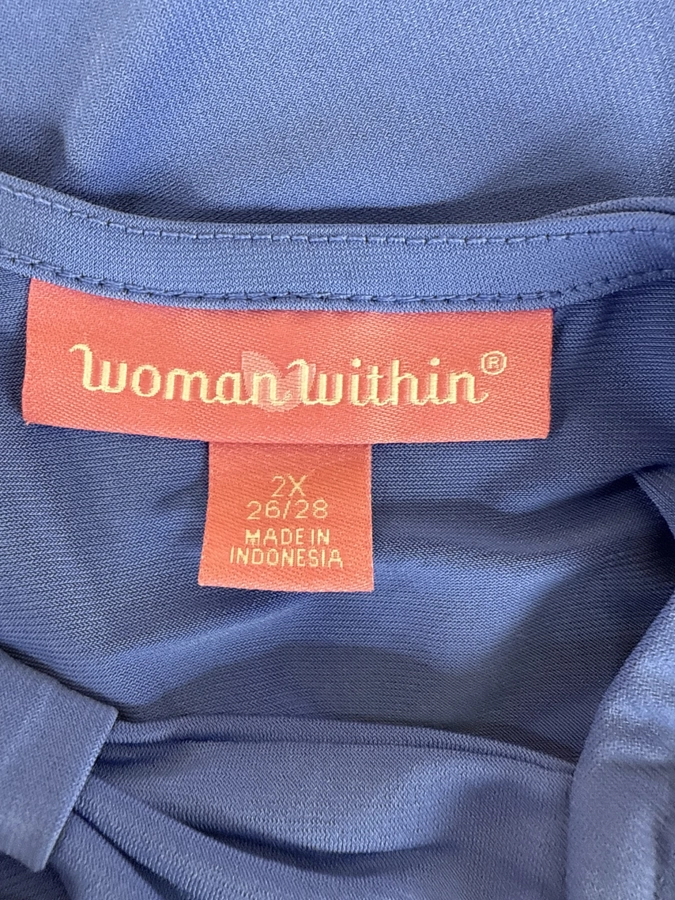 Woman Within®
2X
26/28
MADE IN
INDONESIA